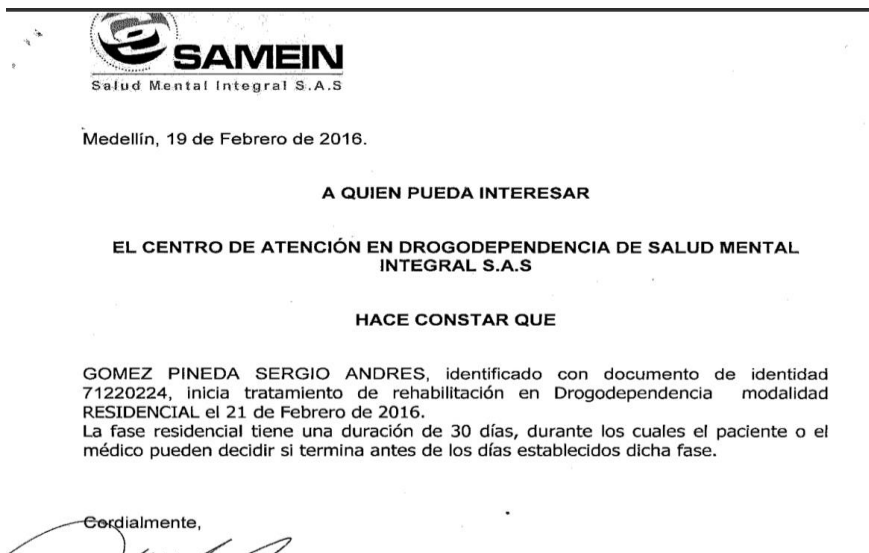 SAMEIN
Salud Mental Integral S.A.S
Medellín, 19 de Febrero de 2016.
A QUIEN PUEDA INTERESAR
EL CENTRO DE ATENCIÓN EN DROGODEPENDENCIA DE SALUD MENTAL
INTEGRAL S.A.S
HACE CONSTAR QUE
GOMEZ PINEDA SERGIO ANDRES, identificado con documento de identidad
71220224, inicia tratamiento de rehabilitación en Drogodependencia modalidad
RESIDENCIAL el 21 de Febrero de 2016.
La fase residencial tiene una duración de 30 días, durante los cuales el paciente o el
médico pueden decidir si termina antes de los días establecidos dicha fase.
Cordialmente,